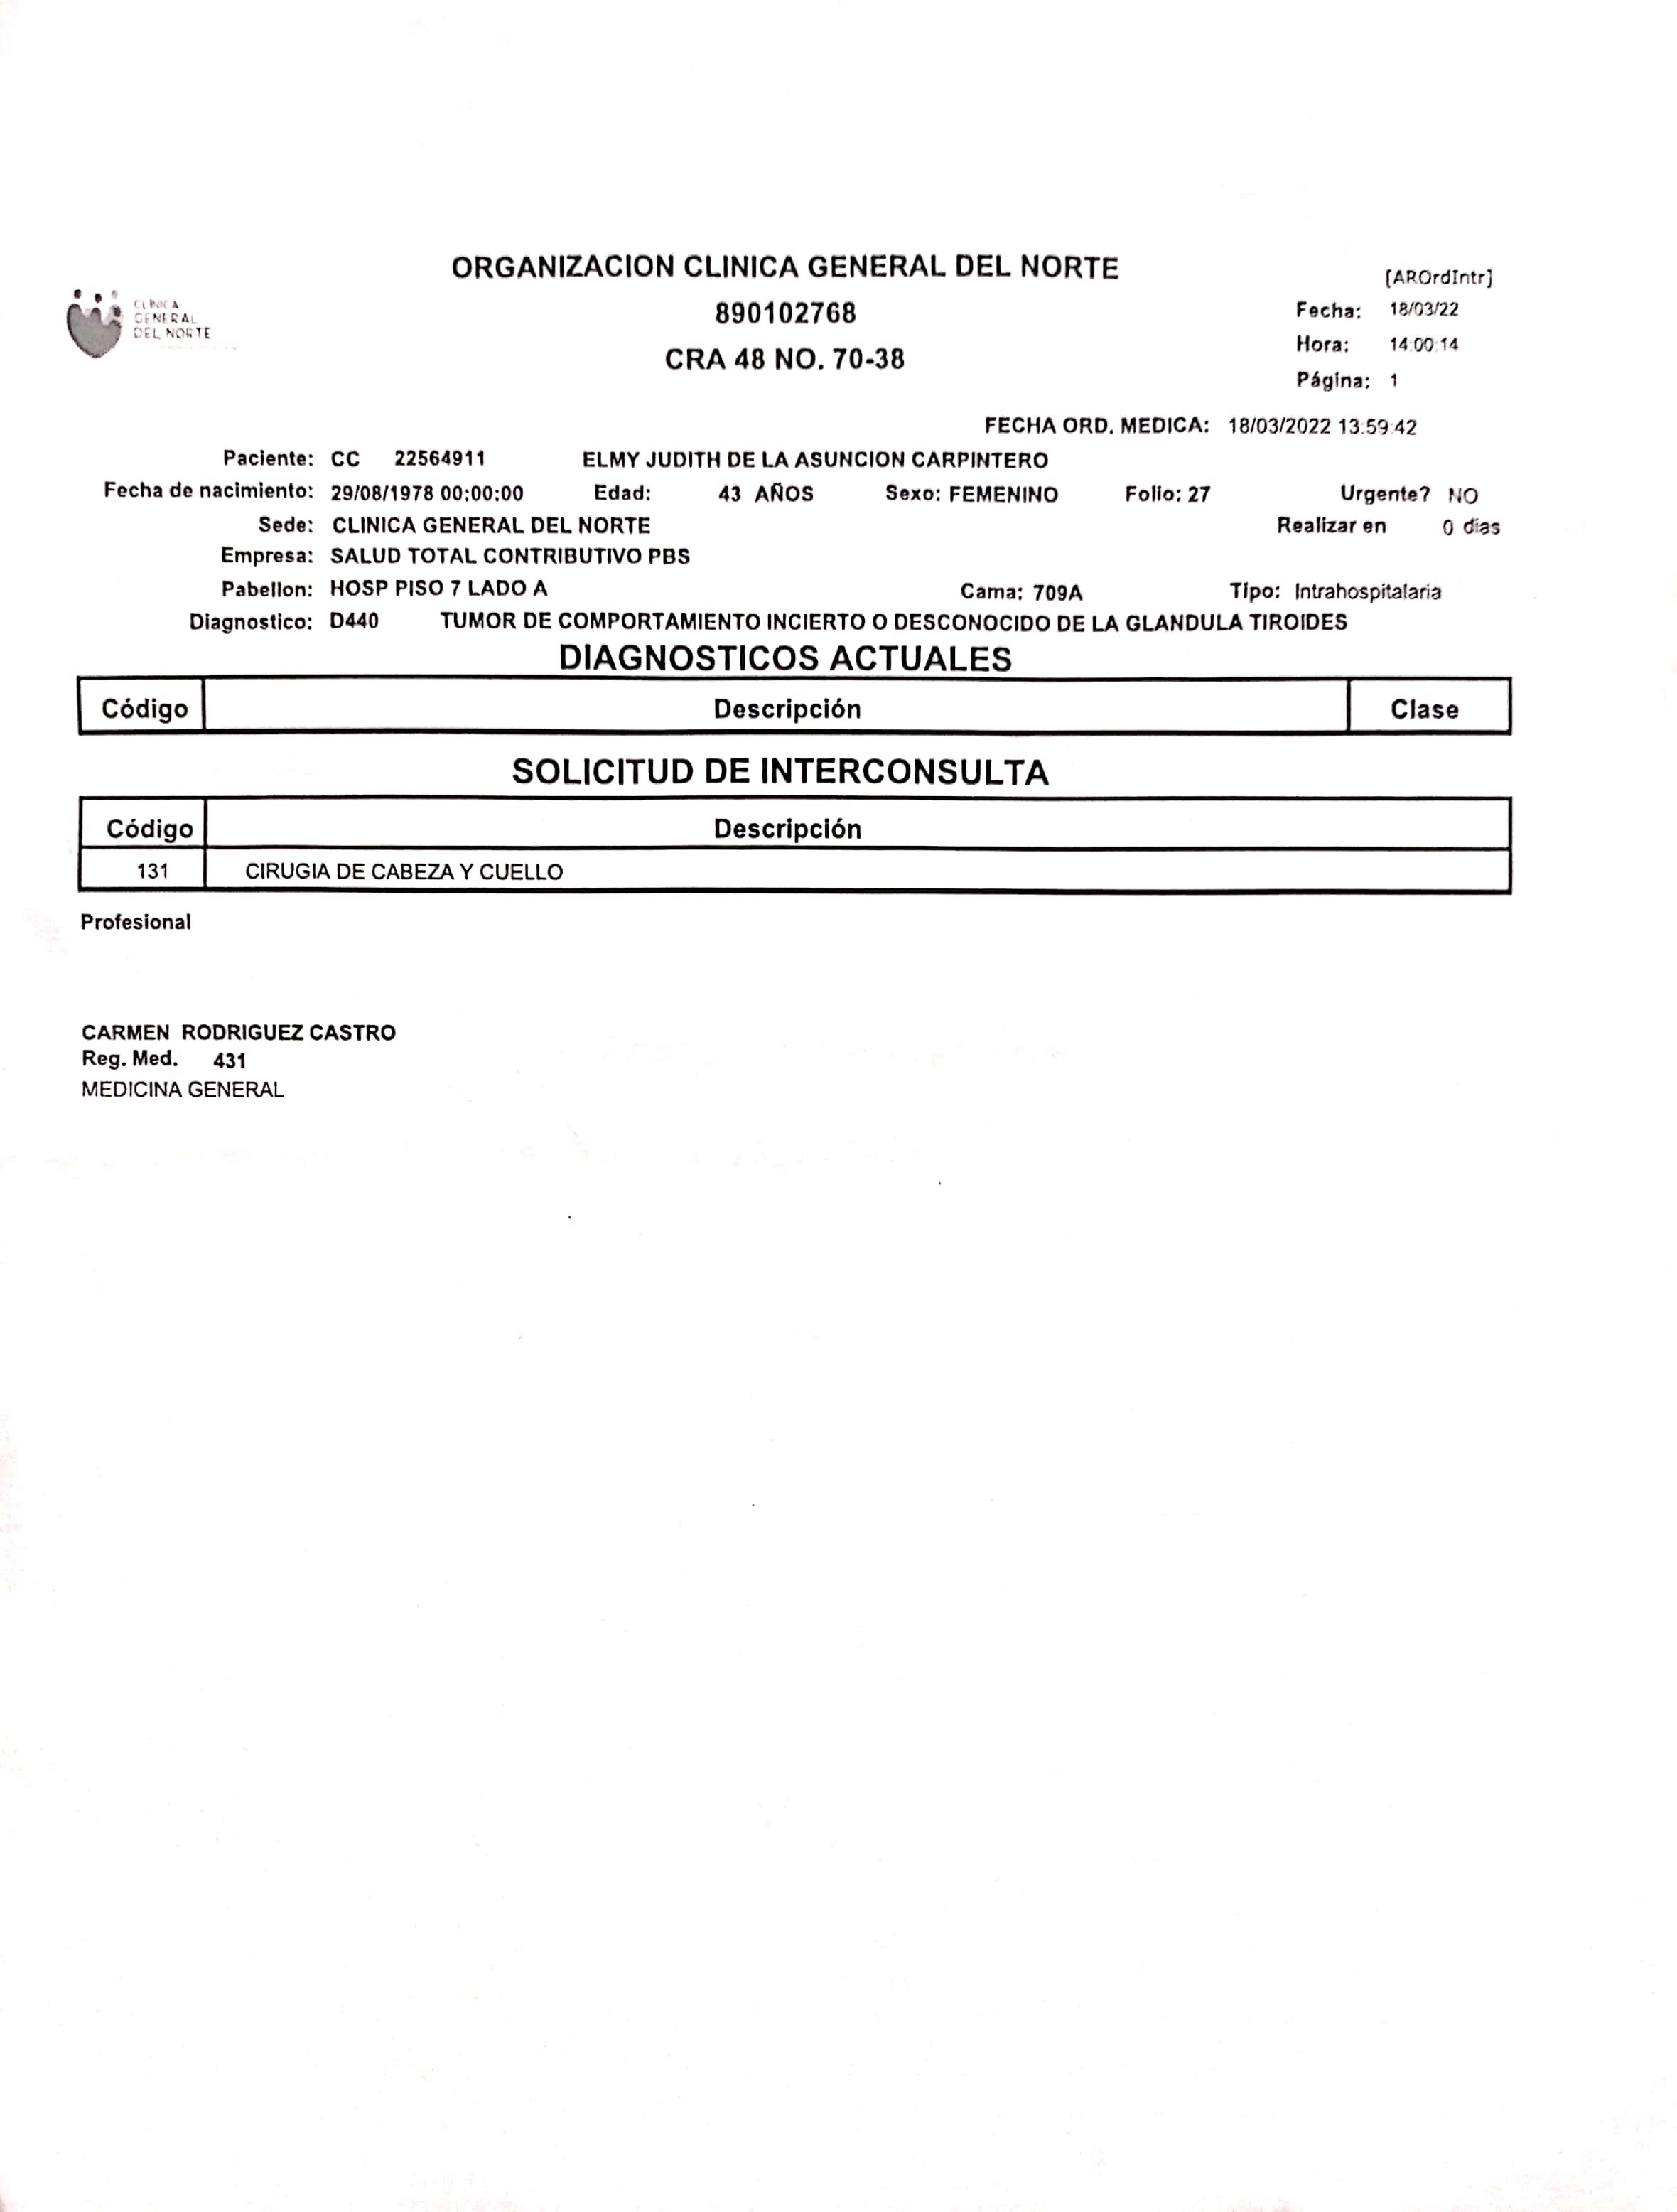 ORGANIZACION CLINICA GENERAL DEL NORTE
[AROrdIntr]
CLINICA
GENERAL
DEL NORTE
890102768
Fecha: 18/03/22
CRA 48 NO. 70-38
Hora: 14:00:14
Página: 1
FECHA ORD. MEDICA: 18/03/2022 13:59:42
Paciente: CC 22564911 ELMY JUDITH DE LA ASUNCION CARPINTERO
Fecha de nacimiento: 29/08/1978 00:00:00 Edad: 43 AÑOS Sexo: FEMENINO Folio: 27 Urgente? NO
Sede: CLINICA GENERAL DEL NORTE Realizar en 0 dias
Empresa: SALUD TOTAL CONTRIBUTIVO PBS
Pabellon: HOSP PISO 7 LADO A Cama: 709A Tipo: Intrahospitalaria
Diagnostico: D440 TUMOR DE COMPORTAMIENTO INCIERTO O DESCONOCIDO DE LA GLANDULA TIROIDES
DIAGNOSTICOS ACTUALES
Código Descripción Clase
SOLICITUD DE INTERCONSULTA
Código Descripción
131 CIRUGIA DE CABEZA Y CUELLO
Profesional
CARMEN RODRIGUEZ CASTRO
Reg. Med. 431
MEDICINA GENERAL